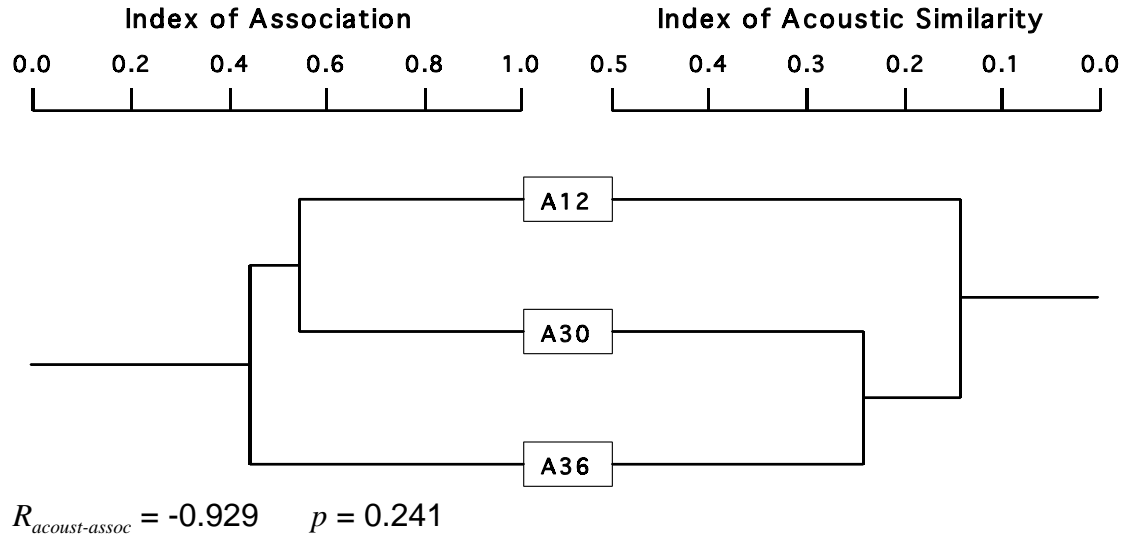 Index of Association Index of Acoustic Similarity
0.0 0.2 0.4 0.6 0.8 1.0 0.5 0.4 0.3 0.2 0.1 0.0
A12
A30
A36
R acoust-assoc = -0.929 p = 0.241